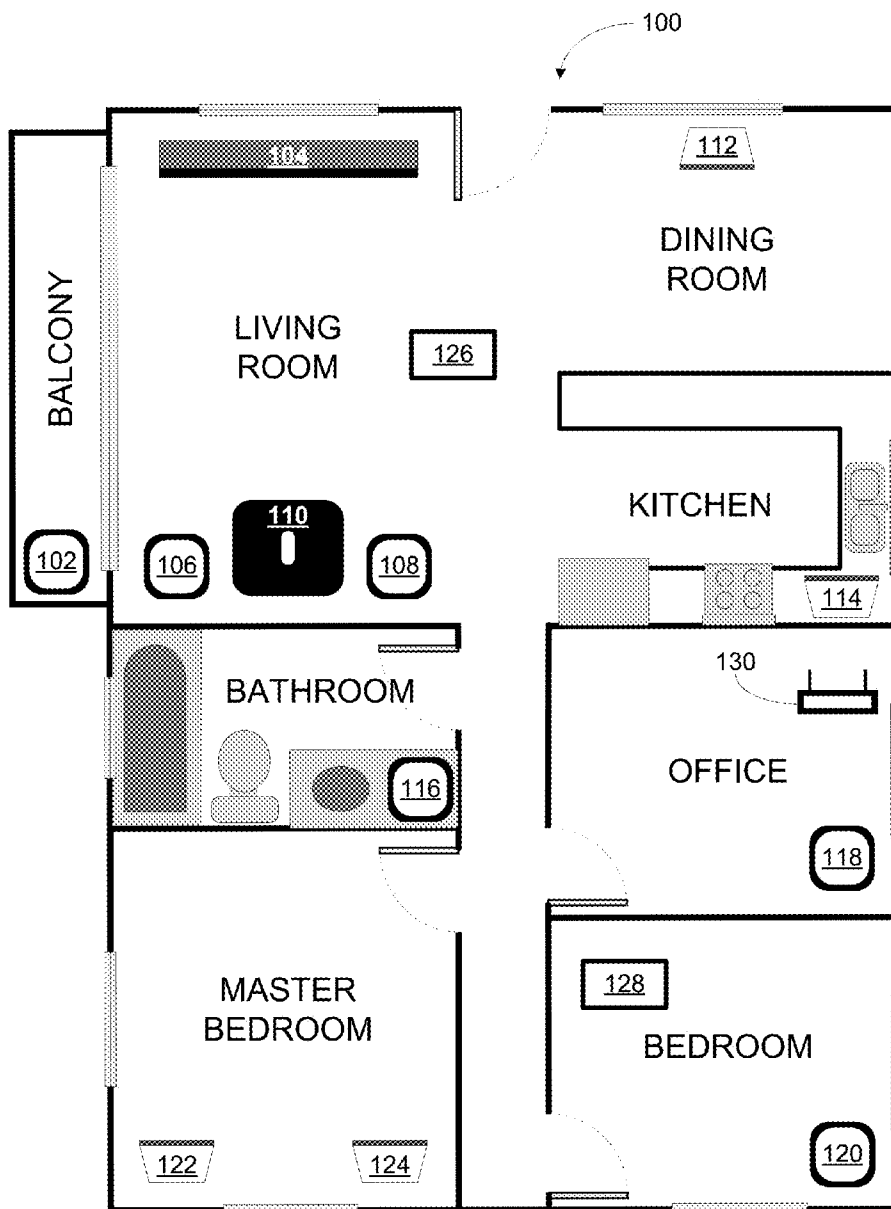 100
104
112
DINING
ROOM
BALCONY
LIVING
ROOM
126
KITCHEN
110
102
106
108
114
130
BATHROOM
OFFICE
116
118
MASTER
BEDROOM
128
BEDROOM
122
124
120